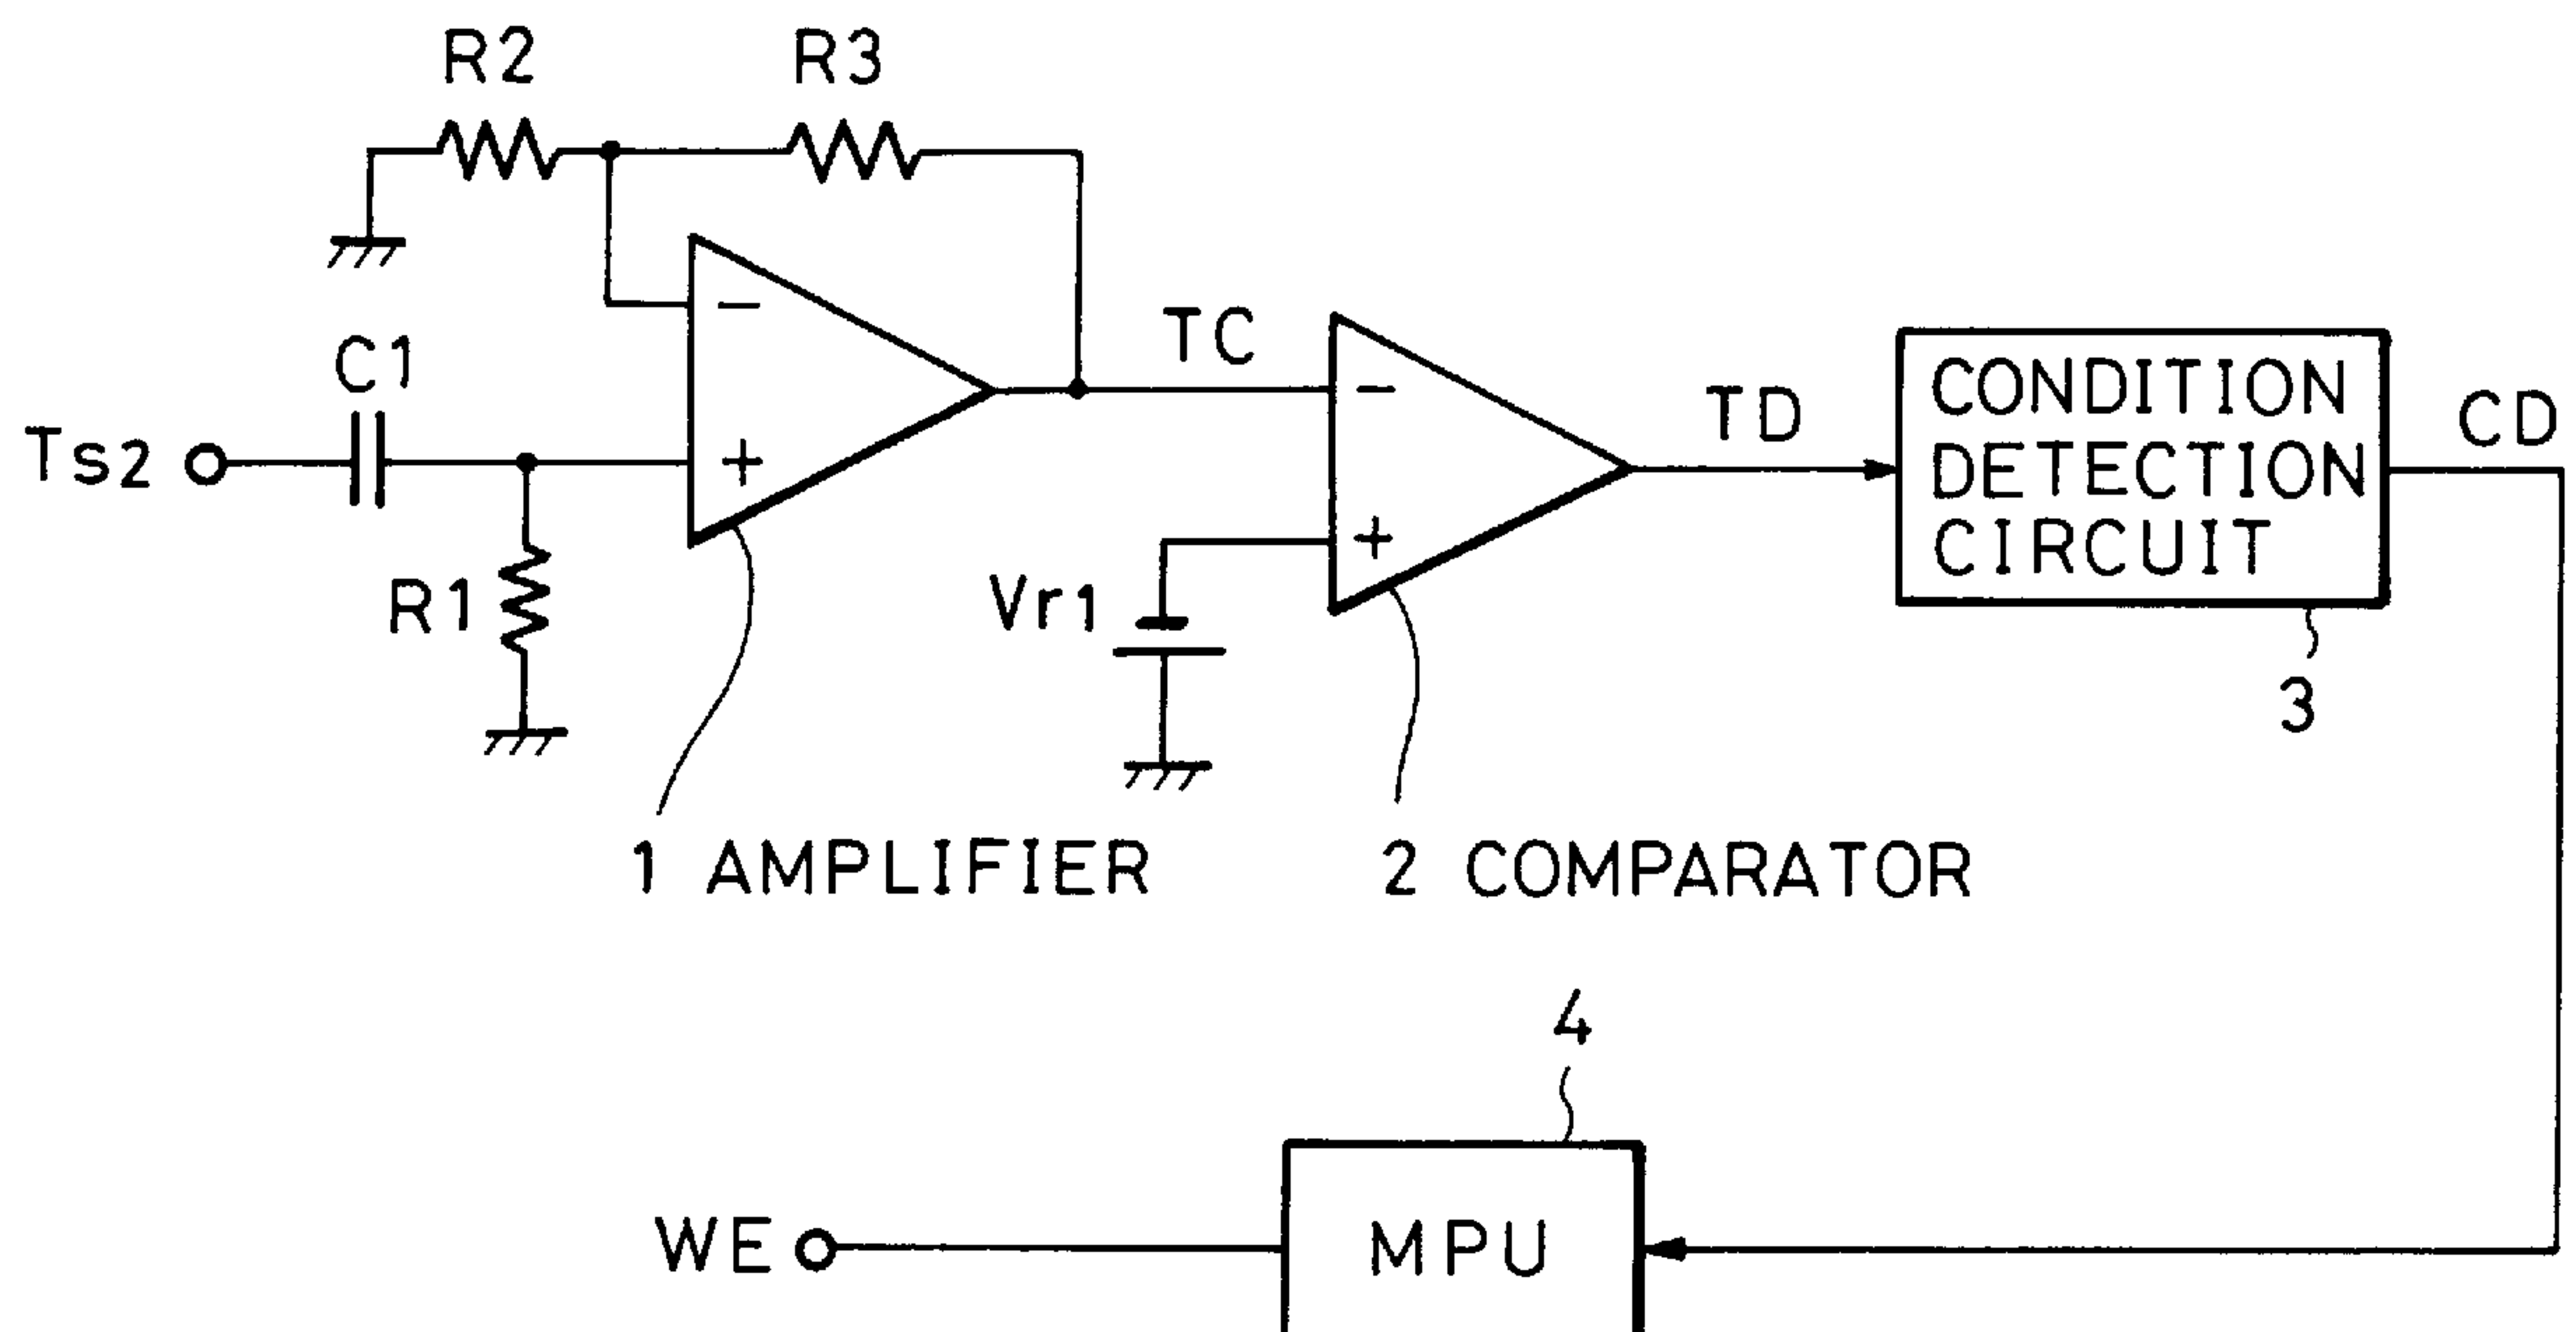 R2
R3
C1
TC
Ts2
−
+
R1
−
+
Vr1
TD
CONDITION
DETECTION
CIRCUIT
CD
3
1 AMPLIFIER
2 COMPARATOR
4
WE
MPU